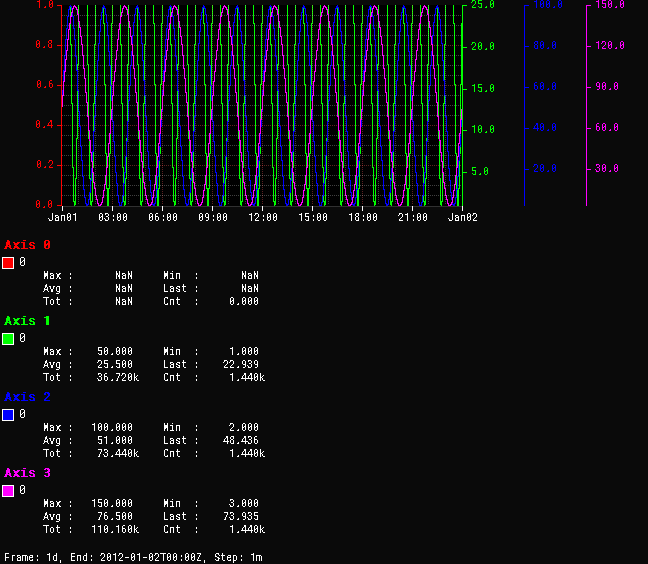 1.0 25.0 100.0 150.0
0.8 20.0 80.0 120.0
0.6 15.0 60.0 90.0
0.4 10.0 40.0 60.0
0.2 5.0 20.0 30.0
0.0
Jan01 03:00 06:00 09:00 12:00 15:00 18:00 21:00 Jan02
Axis 0
0
Max : NaN Min : NaN
Avg : NaN Last : NaN
Tot : NaN Cnt : 0.000
Axis 1
0
Max : 50.000 Min : 1.000
Avg : 25.500 Last : 22.939
Tot : 36.720k Cnt : 1.440k
Axis 2
0
Max : 100.000 Min : 2.000
Avg : 51.000 Last : 48.436
Tot : 73.440k Cnt : 1.440k
Axis 3
0
Max : 150.000 Min : 3.000
Avg : 76.500 Last : 73.935
Tot : 110.160k Cnt : 1.440k
Frame: 1d, End: 2012-01-02T00:00Z, Step: 1m